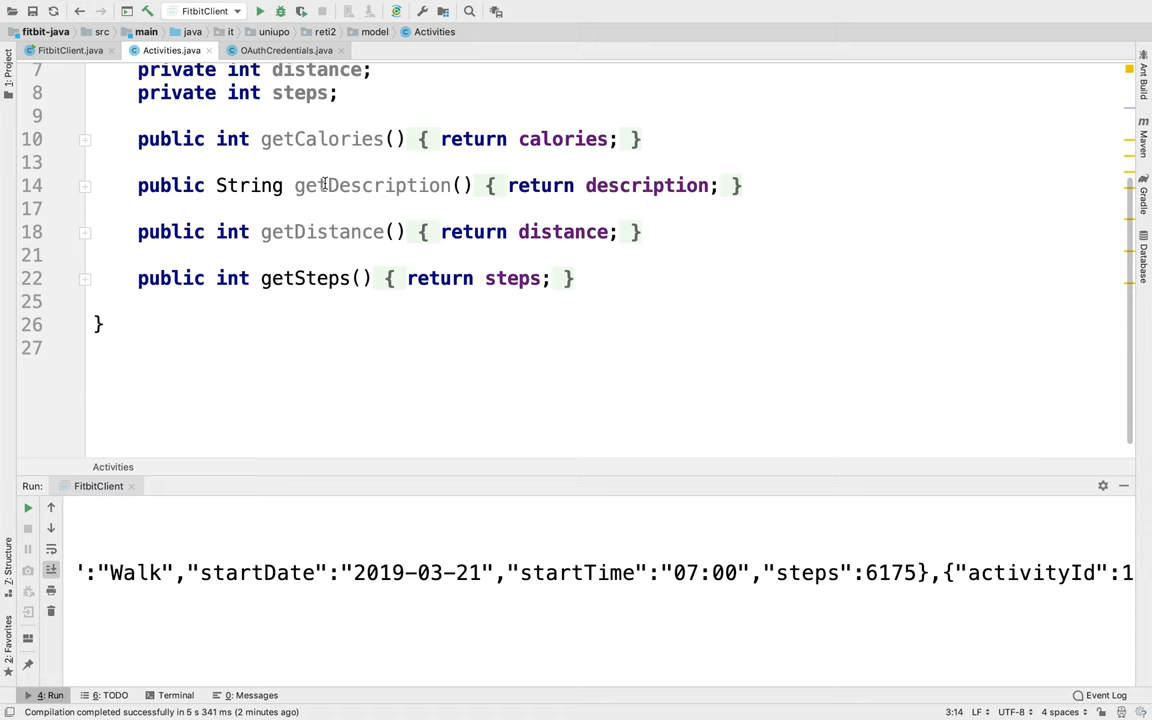 FitbitClient
fitbit-java src main java it uniupo reti2 model Activities
FitbitClient.java Activities.java OAuthCredentials.java
1: Project
7 private int distance;
8 private int steps;
9
10 public int getCalories() { return calories; }
13
14 public String getDescription() { return description; }
17
18 public int getDistance() { return distance; }
21
22 public int getSteps() { return steps; }
25
26 }
27
Ant Build
Maven
Gradle
Database
Activities
Run: FitbitClient
":"Walk","startDate":"2019-03-21","startTime":"07:00","steps":6175},{"activityId":1
7: Structure
2: Favorites
4: Run 6: TODO Terminal 0: Messages Event Log
Compilation completed successfully in 5 s 341 ms (2 minutes ago) 3:14 LF UTF-8 4 spaces